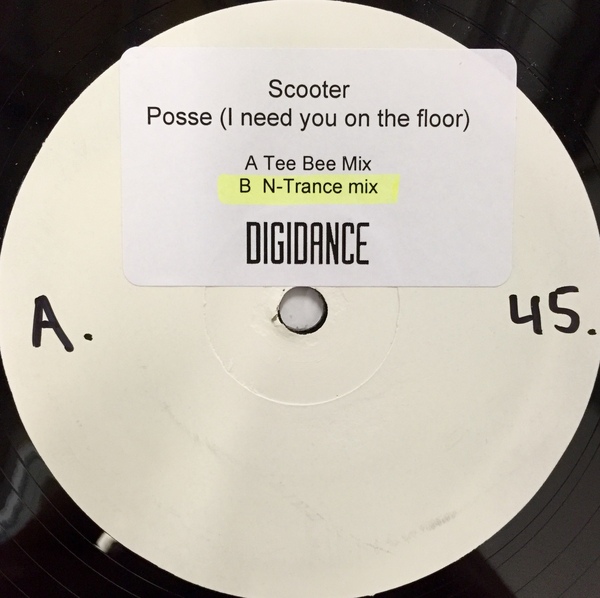 Scooter
Posse (I need you on the floor)
A Tee Bee Mix
B N-Trance mix
DIGIDANCE
A.
45.